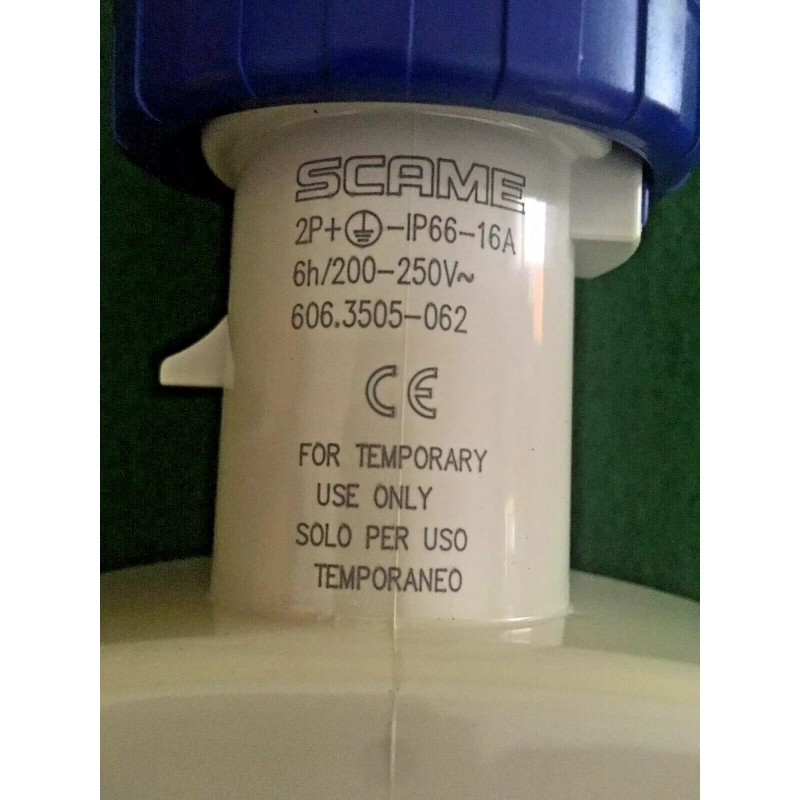 SCAME
2P+⏚-IP66-16A
6h/200-250V~
606.3505-062
CE
FOR TEMPORARY
USE ONLY
SOLO PER USO
TEMPORANEO